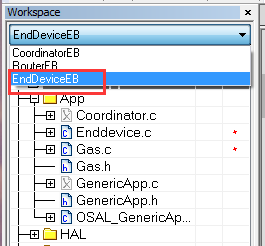 Workspace
EndDeviceEB
CoordinatorEB
RouterEB
EndDeviceEB
App
Coordinator.c
Enddevice.c
Gas.c
Gas.h
GenericApp.c
GenericApp.h
OSAL_GenericAp...
HAL